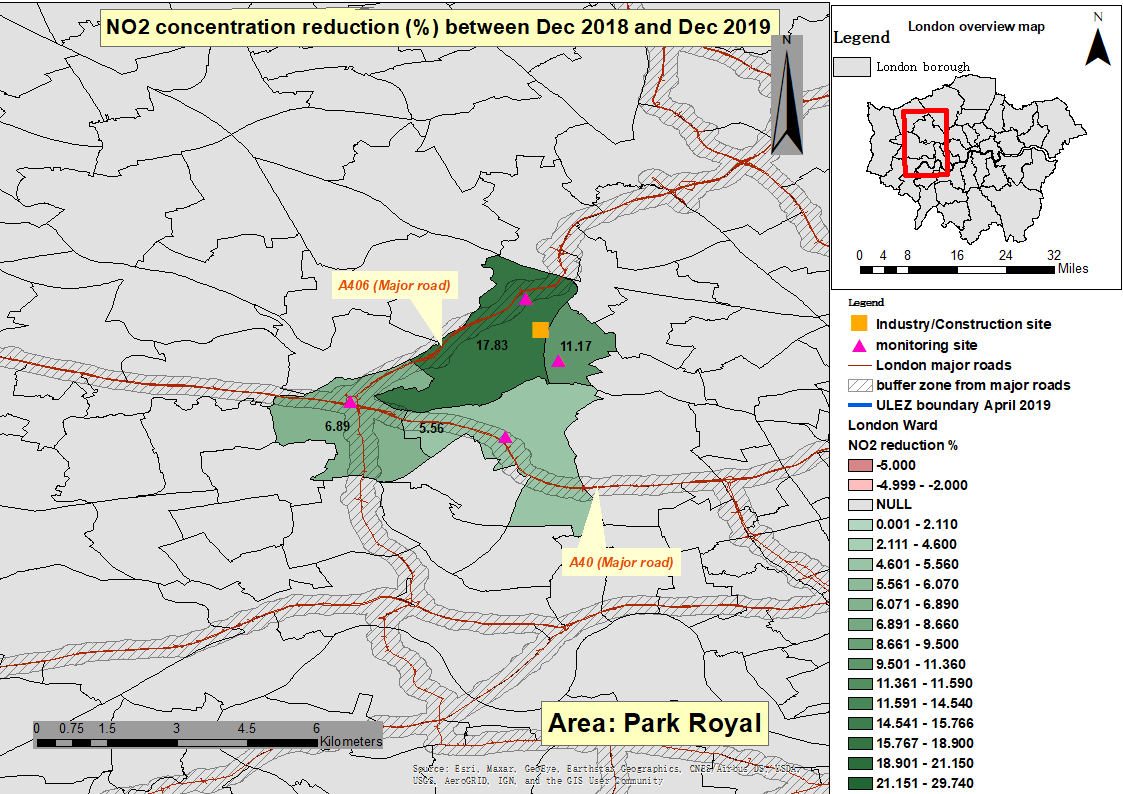 NO2 concentration reduction (%) between Dec 2018 and Dec 2019
N
A406 (Major road)
17.83
11.17
6.89
5.56
A40 (Major road)
Area: Park Royal
0 0.75 1.5 3 4.5 6
Kilometers
Source: Esri, Maxar, GeoEye, Earthstar Geographics, CNES/Airbus DS, USDA,
USGS, AeroGRID, IGN, and the GIS User Community
London overview map
N
Legend
London borough
0 4 8 16 24 32
Miles
Legend
Industry/Construction site
monitoring site
London major roads
buffer zone from major roads
ULEZ boundary April 2019
London Ward
NO2 reduction %
-5.000
-4.999 - -2.000
NULL
0.001 - 2.110
2.111 - 4.600
4.601 - 5.560
5.561 - 6.070
6.071 - 6.890
6.891 - 8.660
8.661 - 9.500
9.501 - 11.360
11.361 - 11.590
11.591 - 14.540
14.541 - 15.766
15.767 - 18.900
18.901 - 21.150
21.151 - 29.740